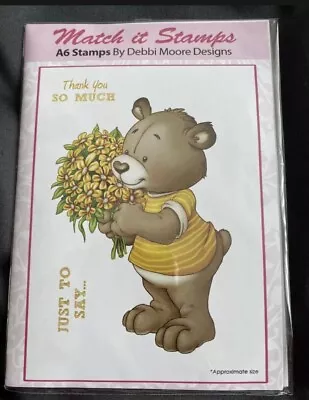 Match it Stamps
A6 Stamps By Debbi Moore Designs
Thank You
SO MUCH
JUST TO
SAY...
*Approximate size